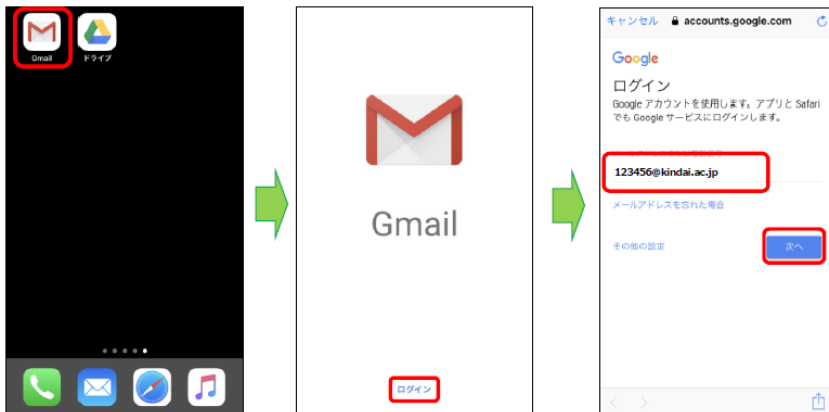 Gmail
ドライブ
Gmail
ログイン
キャンセル accounts.google.com
Google
ログイン
Google アカウントを使用します。アプリと Safari
でも Google サービスにログインします。
123456@kindai.ac.jp
メールアドレスを忘れた場合
その他の設定
次へ